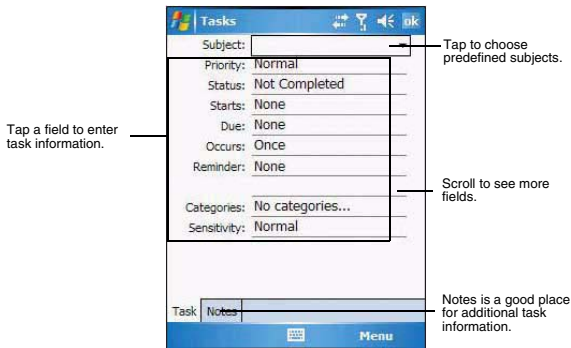 Tasks ok
Subject:
Tap to choose
predefined subjects.
Priority: Normal
Status: Not Completed
Starts: None
Due: None
Occurs: Once
Reminder: None
Categories: No categories...
Sensitivity: Normal
Tap a field to enter
task information.
Scroll to see more
fields.
Task Notes
Notes is a good place
for additional task
information.
Menu